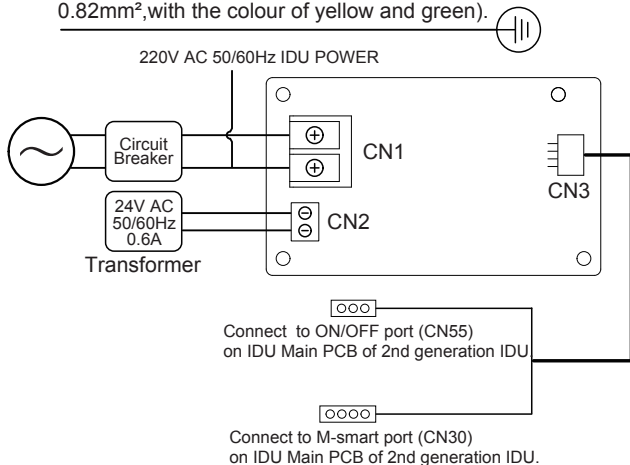 0.82mm²,with the colour of yellow and green).
220V AC 50/60Hz IDU POWER
Circuit
Breaker
CN1
CN3
24V AC
50/60Hz
0.6A
CN2
Transformer
Connect to ON/OFF port (CN55)
on IDU Main PCB of 2nd generation IDU.
Connect to M-smart port (CN30)
on IDU Main PCB of 2nd generation IDU.